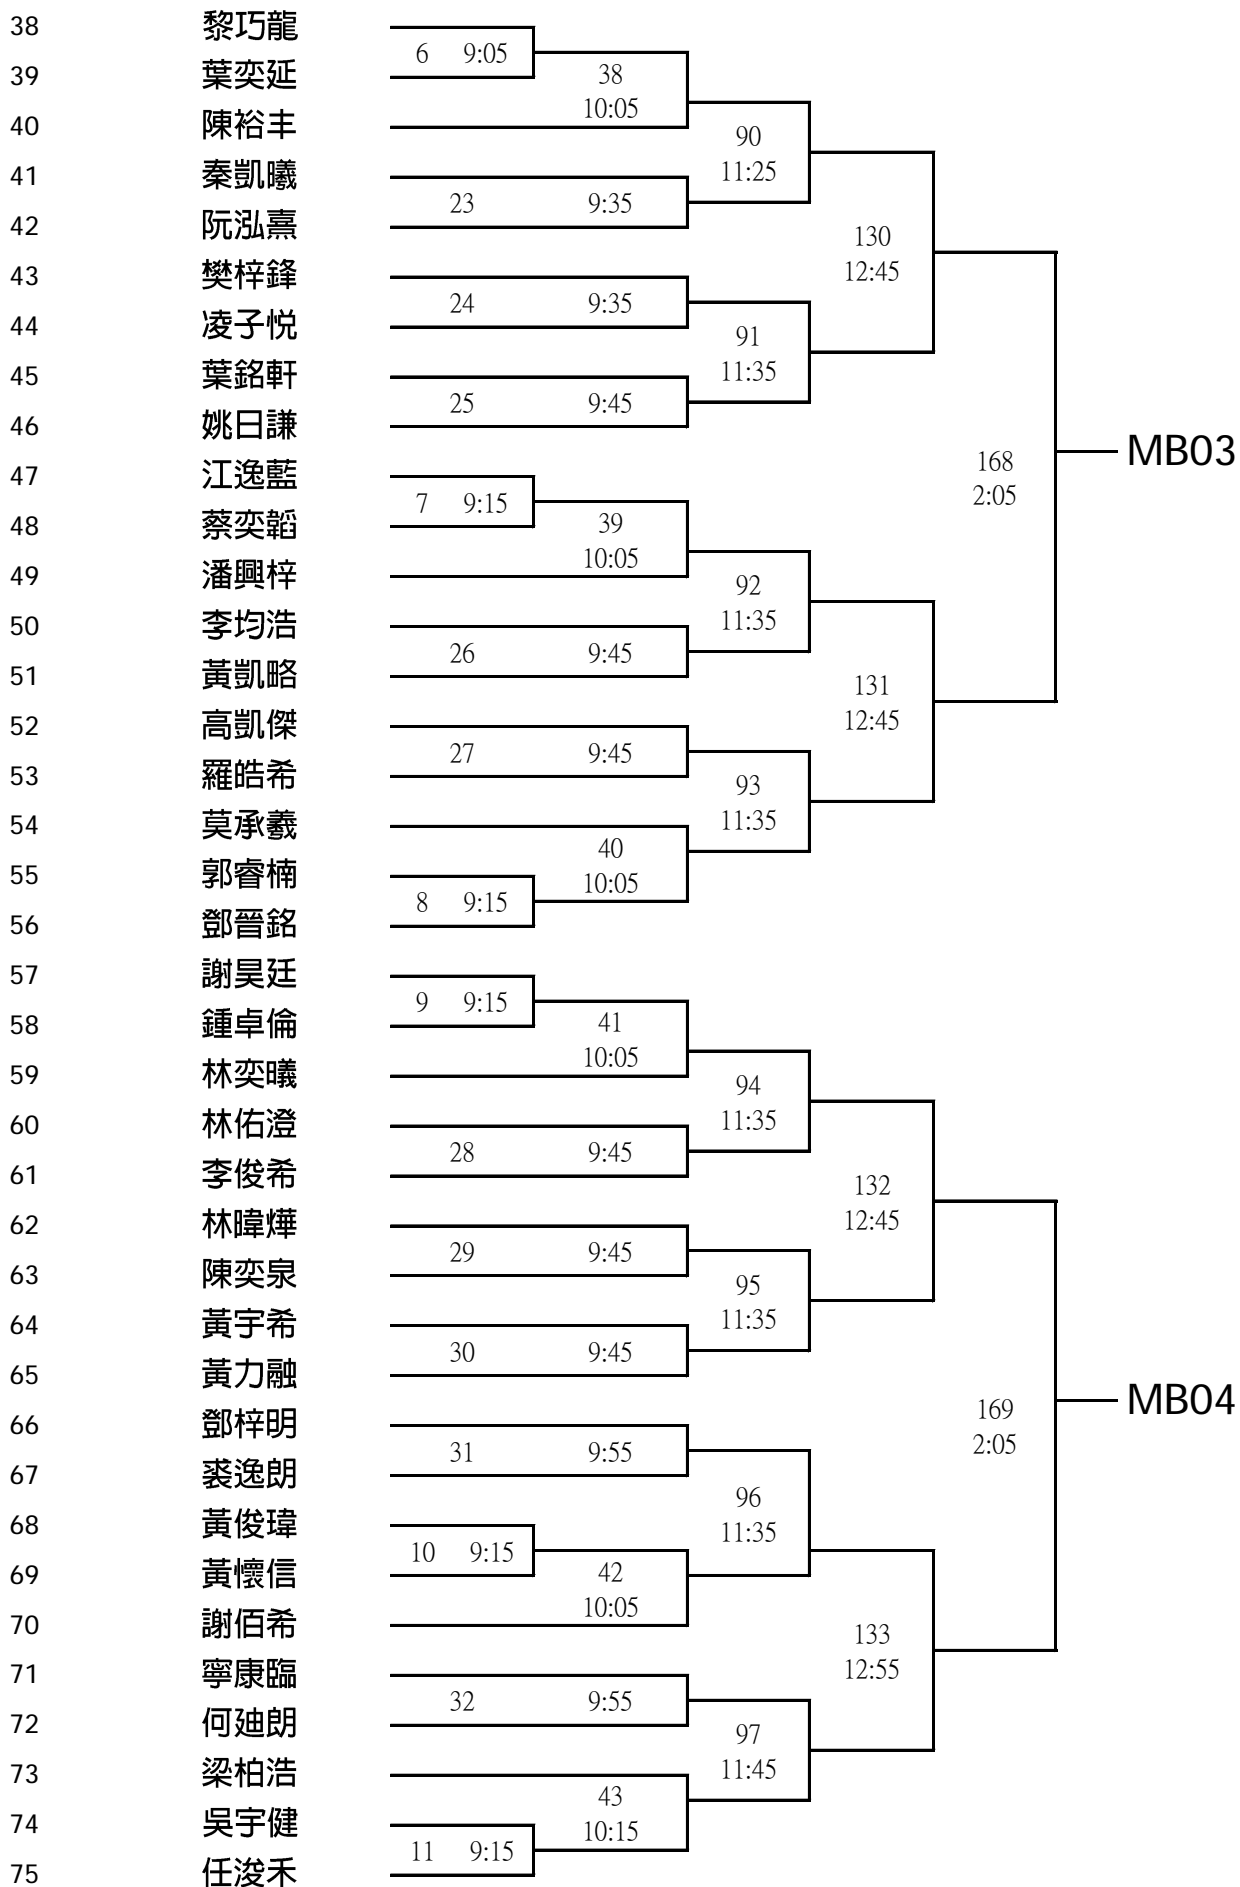 38 黎巧龍
6 9:05
39 葉奕延
38
10:05
40 陳裕丰
90
11:25
41 秦凱曦
23 9:35
42 阮泓熹
130
12:45
43 樊梓鋒
24 9:35
44 凌子悦
91
11:35
45 葉銘軒
25 9:45
46 姚日謙
168
2:05
MB03
47 江逸藍
7 9:15
48 蔡奕韜
39
10:05
49 潘興梓
92
11:35
50 李均浩
26 9:45
51 黃凱略
131
12:45
52 高凱傑
27 9:45
53 羅皓希
93
11:35
54 莫承羲
40
10:05
55 郭睿楠
8 9:15
56 鄧晉銘
57 謝昊廷
9 9:15
58 鍾卓倫
41
10:05
59 林奕曦
94
11:35
60 林佑澄
28 9:45
61 李俊希
132
12:45
62 林暐燁
29 9:45
63 陳奕泉
95
11:35
64 黃宇希
30 9:45
65 黃力融
169
2:05
MB04
66 鄧梓明
31 9:55
67 裘逸朗
96
11:35
68 黃俊瑋
10 9:15
69 黃懷信
42
10:05
70 謝佰希
133
12:55
71 寧康臨
32 9:55
72 何廸朗
97
11:45
73 梁柏浩
43
10:15
74 吳宇健
11 9:15
75 任浚禾